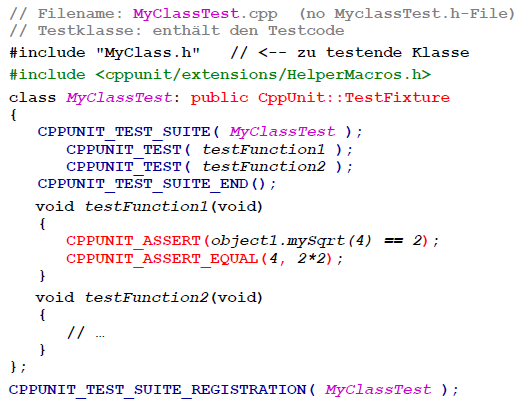 // Filename: MyClassTest.cpp (no MyclassTest.h-File)
// Testklasse: enthält den Testcode
#include "MyClass.h" // <-- zu testende Klasse
#include <cppunit/extensions/HelperMacros.h>
class MyClassTest: public CppUnit::TestFixture
{
CPPUNIT_TEST_SUITE( MyClassTest );
CPPUNIT_TEST( testFunction1 );
CPPUNIT_TEST( testFunction2 );
CPPUNIT_TEST_SUITE_END();
void testFunction1(void)
{
CPPUNIT_ASSERT(object1.mySqrt(4) == 2);
CPPUNIT_ASSERT_EQUAL(4, 2*2);
}
void testFunction2(void)
{
// …
}
};
CPPUNIT_TEST_SUITE_REGISTRATION( MyClassTest );